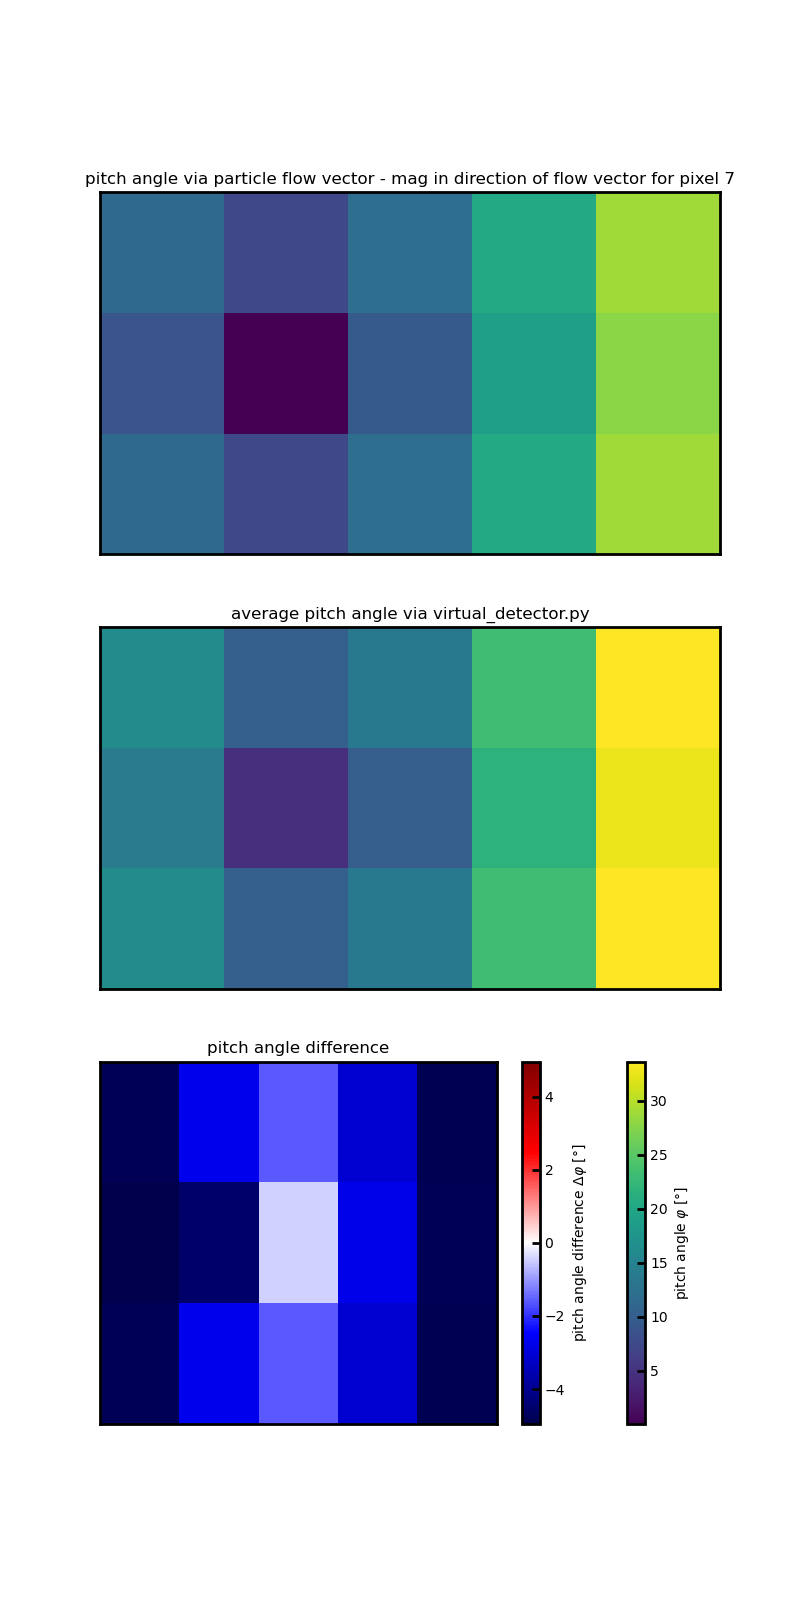 pitch angle via particle flow vector - mag in direction of flow vector for pixel 7
average pitch angle via virtual_detector.py
pitch angle difference
4
2
0
−2
−4
pitch angle difference Δφ [°]
30
25
20
15
10
5
pitch angle φ [°]